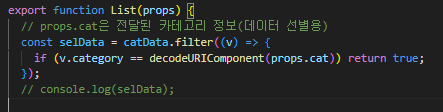 export function List(props) {
// props.cat은 전달된 카테고리 정보(데이터 선별용)
const selData = catData.filter((v) => {
if (v.category == decodeURIComponent(props.cat)) return true;
});
// console.log(selData);